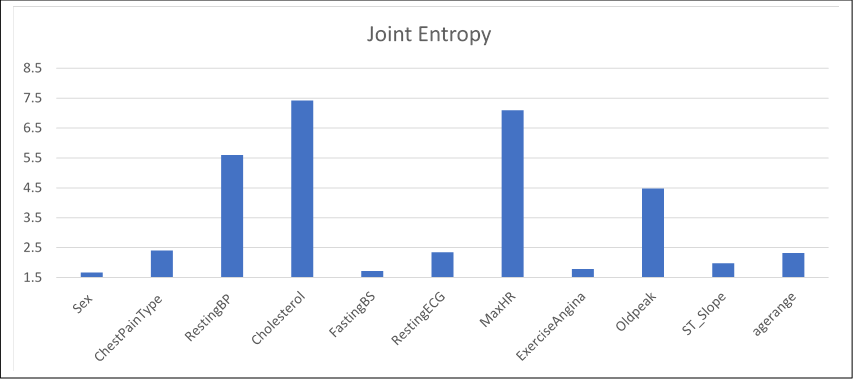 Joint Entropy
8.5
7.5
6.5
5.5
4.5
3.5
2.5
1.5
Sex
ChestPainType
RestingBP
Cholesterol
FastingBS
RestingECG
MaxHR
ExerciseAngina
Oldpeak
ST_Slope
agerange